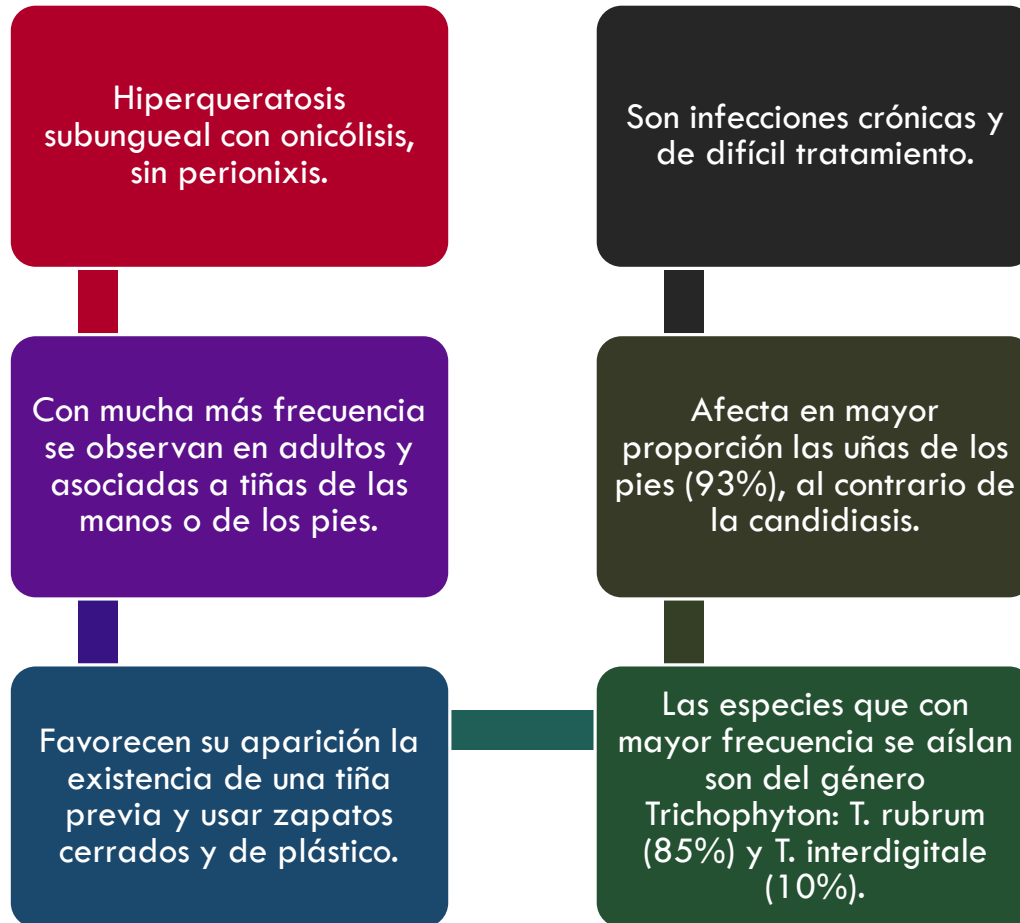 Hiperqueratosis
subungueal con onicólisis,
sin perionixis.
Con mucha más frecuencia
se observan en adultos y
asociadas a tiñas de las
manos o de los pies.
Favorecen su aparición la
existencia de una tiña
previa y usar zapatos
cerrados y de plástico.
Las especies que con
mayor frecuencia se aíslan
son del género
Trichophyton: T. rubrum
(85%) y T. interdigitale
(10%).
Afecta en mayor
proporción las uñas de los
pies (93%), al contrario de
la candidiasis.
Son infecciones crónicas y
de difícil tratamiento.